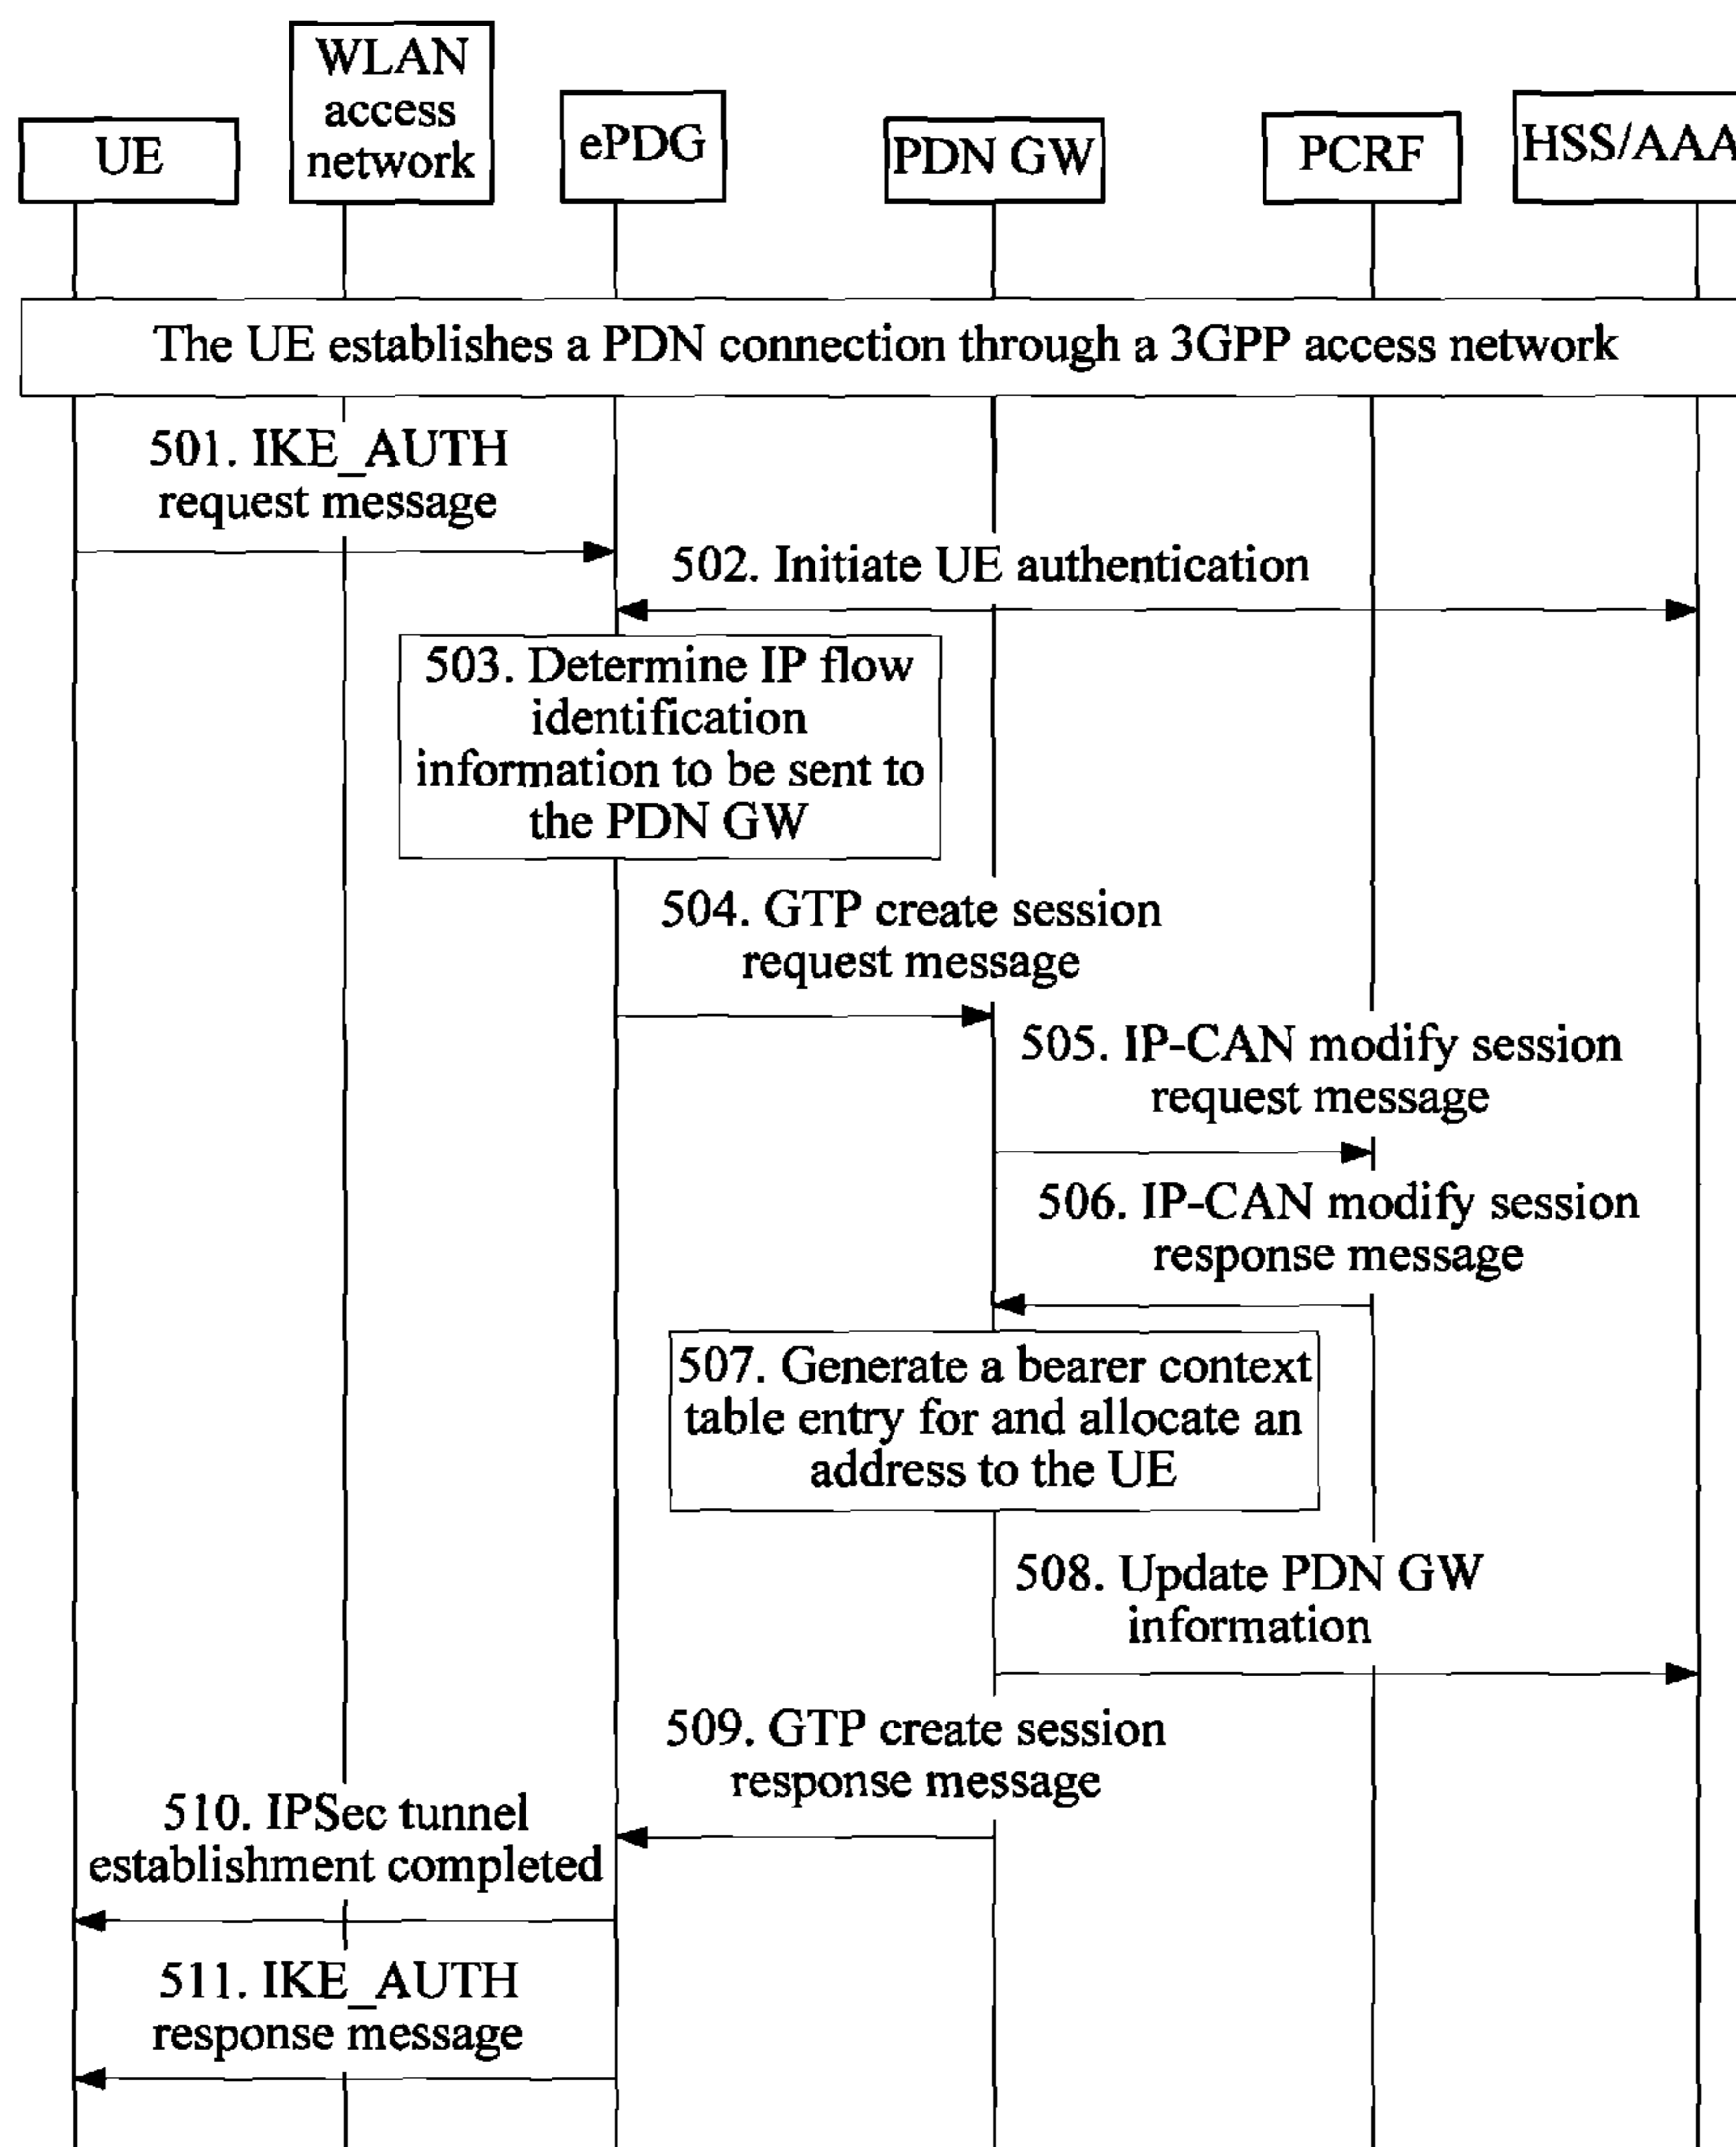 WLAN
access
network
UE
ePDG
PDN GW
PCRF
HSS/AAA
The UE establishes a PDN connection through a 3GPP access network
501. IKE_AUTH
request message
502. Initiate UE authentication
503. Determine IP flow
identification
information to be sent to
the PDN GW
504. GTP create session
request message
505. IP-CAN modify session
request message
506. IP-CAN modify session
response message
507. Generate a bearer context
table entry for and allocate an
address to the UE
508. Update PDN GW
information
509. GTP create session
response message
510. IPSec tunnel
establishment completed
511. IKE_AUTH
response message